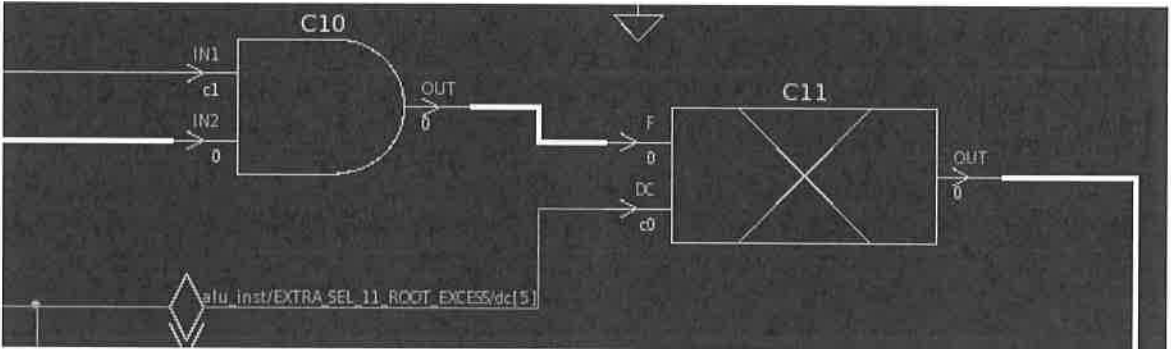 C10
IN1
c1
IN2
0
OUT
0
C11
F
0
DC
c0
OUT
0
alu_inst/EXTRA_SEL_11_ROOT_EXCESS/dc[5]